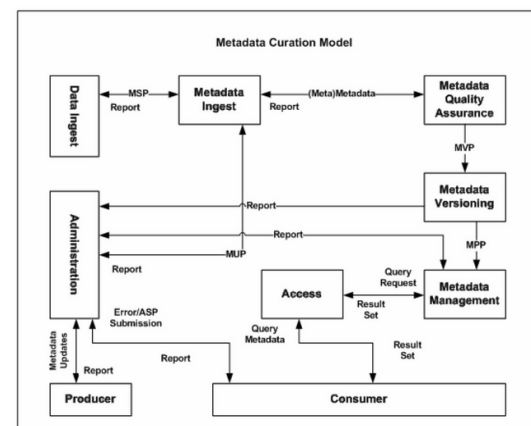 Metadata Curation Model
Data Ingest
MSP
Report
Metadata
Ingest
(Meta)Metadata
Report
Metadata
Quality
Assurance
MVP
Metadata
Versioning
Report
Administration
Report
MUP
Report
MPP
Query
Request
Access
Result
Set
Metadata
Management
Error/ASP
Submission
Query
Metadata
Result
Set
Report
Metadata
Updates
Report
Producer
Consumer